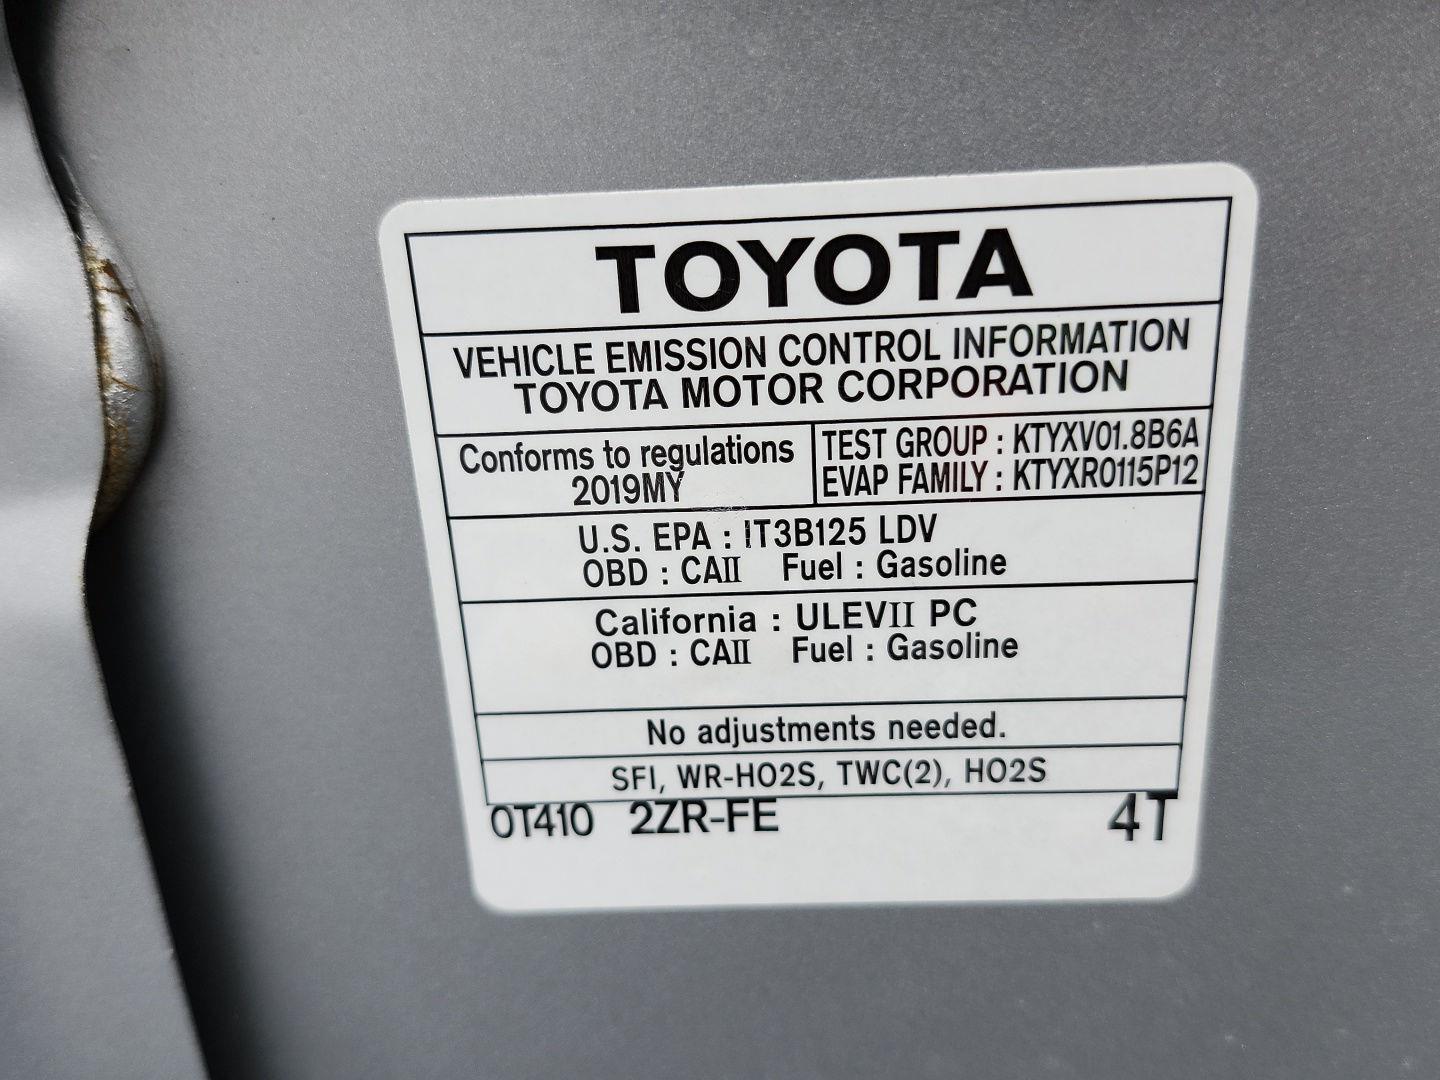 TOYOTA
VEHICLE EMISSION CONTROL INFORMATION
TOYOTA MOTOR CORPORATION
Conforms to regulations
2019MY
TEST GROUP : KTYXV01.8B6A
EVAP FAMILY : KTYXR0115P12
U.S. EPA : IT3B125 LDV
OBD : CAII Fuel : Gasoline
California : ULEVII PC
OBD : CAII Fuel : Gasoline
No adjustments needed.
SFI, WR-HO2S, TWC(2), HO2S
0T410 2ZR-FE 4T